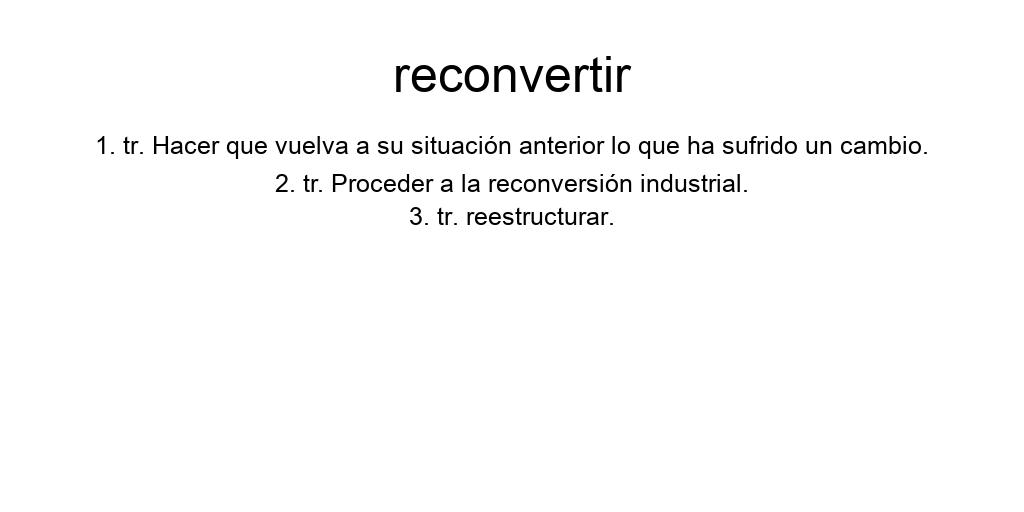 reconvertir
1. tr. Hacer que vuelva a su situación anterior lo que ha sufrido un cambio.
2. tr. Proceder a la reconversión industrial.
3. tr. reestructurar.